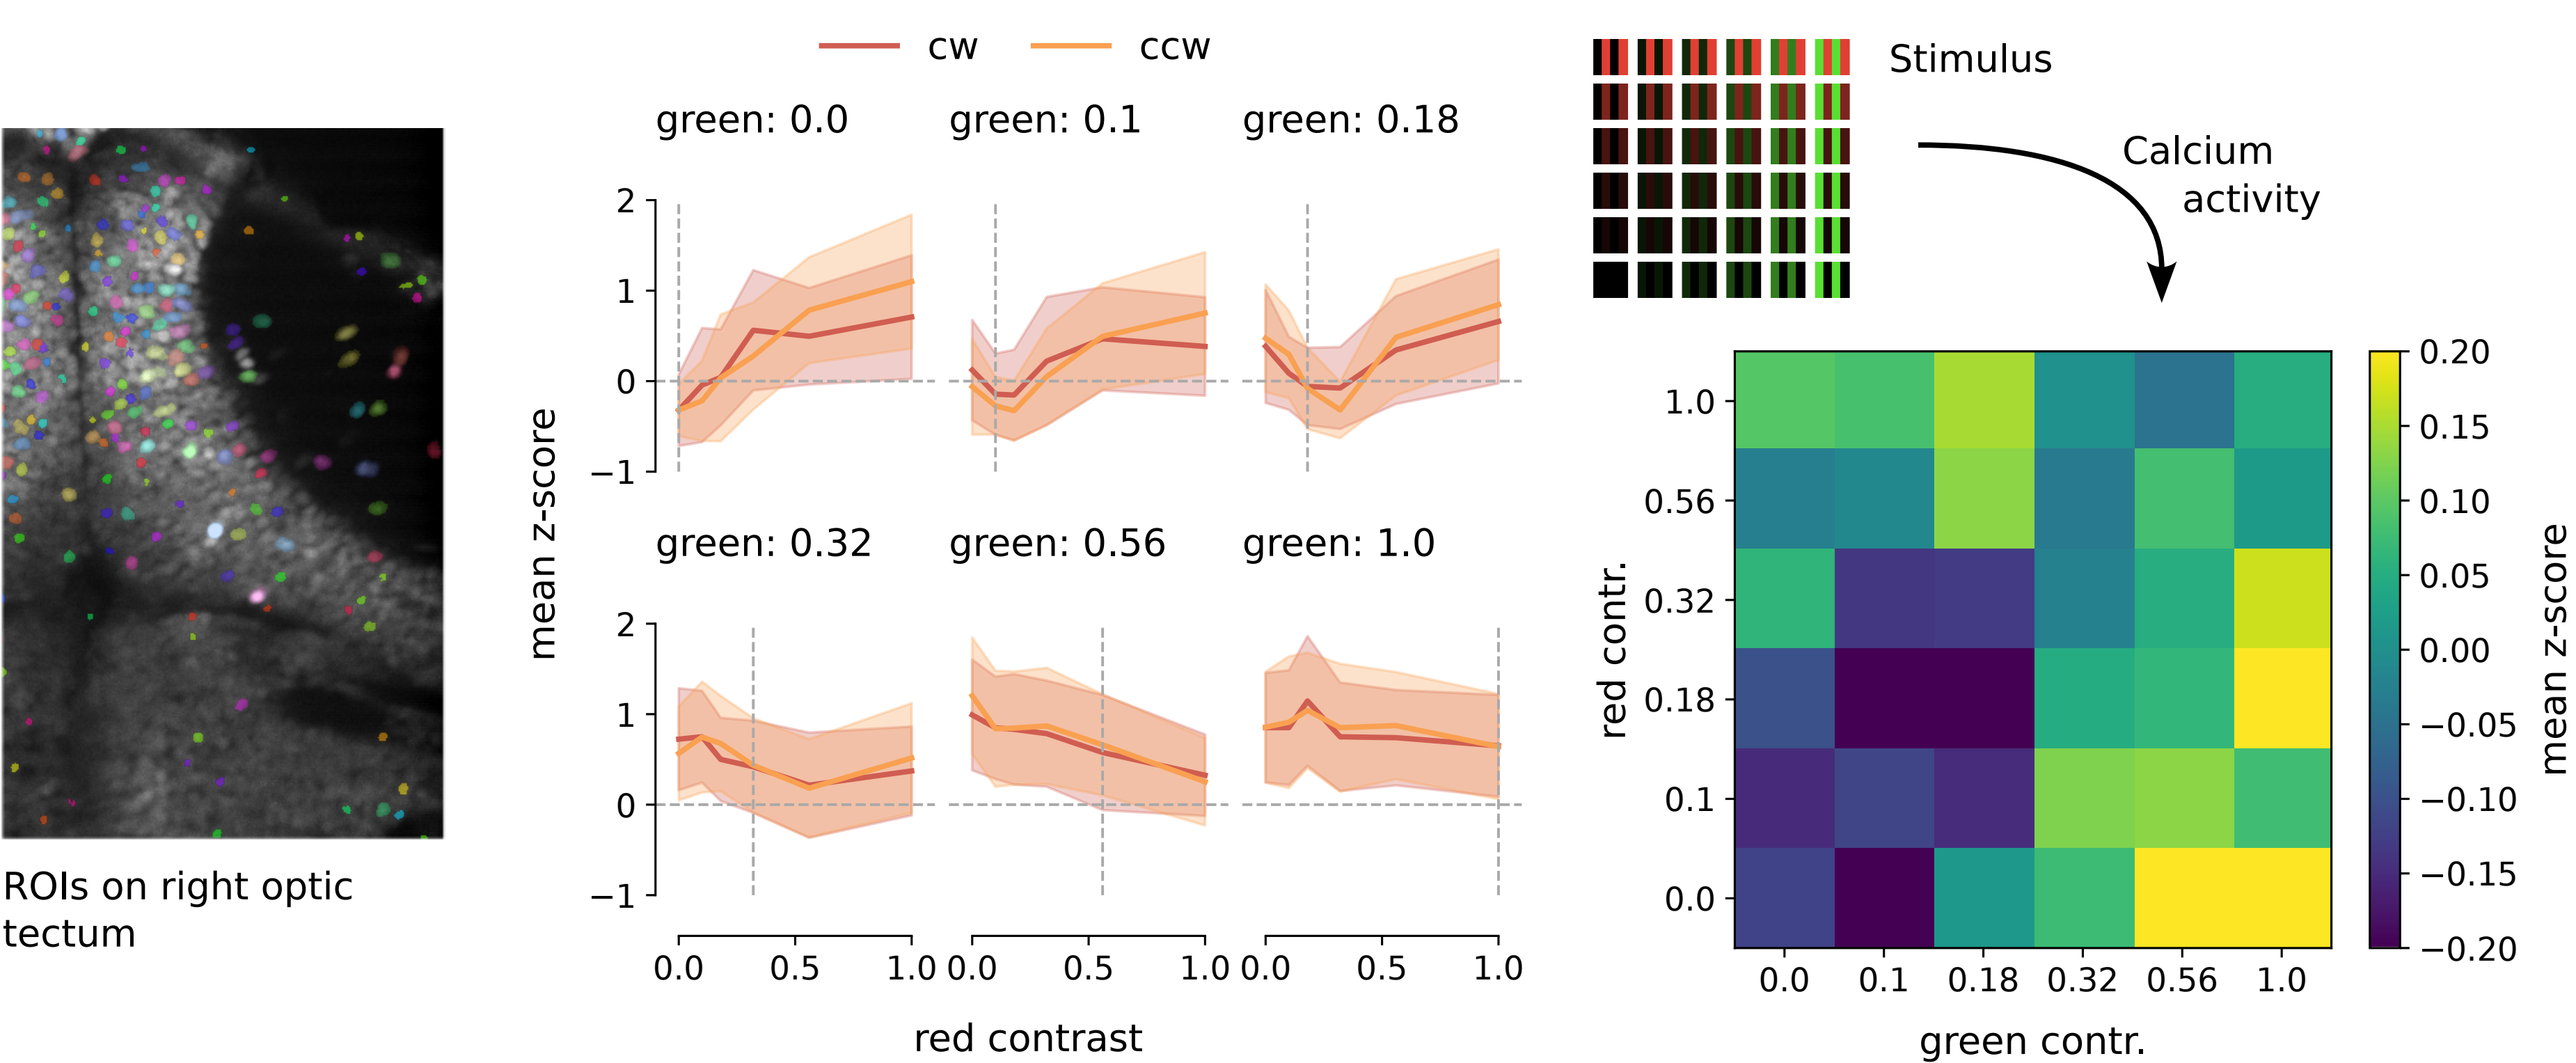 cw ccw
green: 0.0 green: 0.1 green: 0.18
2
1
0
−1
green: 0.32 green: 0.56 green: 1.0
2
1
0
−1
mean z-score
0.0 0.5 1.0 0.0 0.5 1.0 0.0 0.5 1.0
red contrast
ROIs on right optic
tectum
Stimulus
Calcium
activity
1.0
0.56
0.32
0.18
0.1
0.0
red contr.
0.0 0.1 0.18 0.32 0.56 1.0
green contr.
0.20
0.15
0.10
0.05
0.00
−0.05
−0.10
−0.15
−0.20
mean z-score